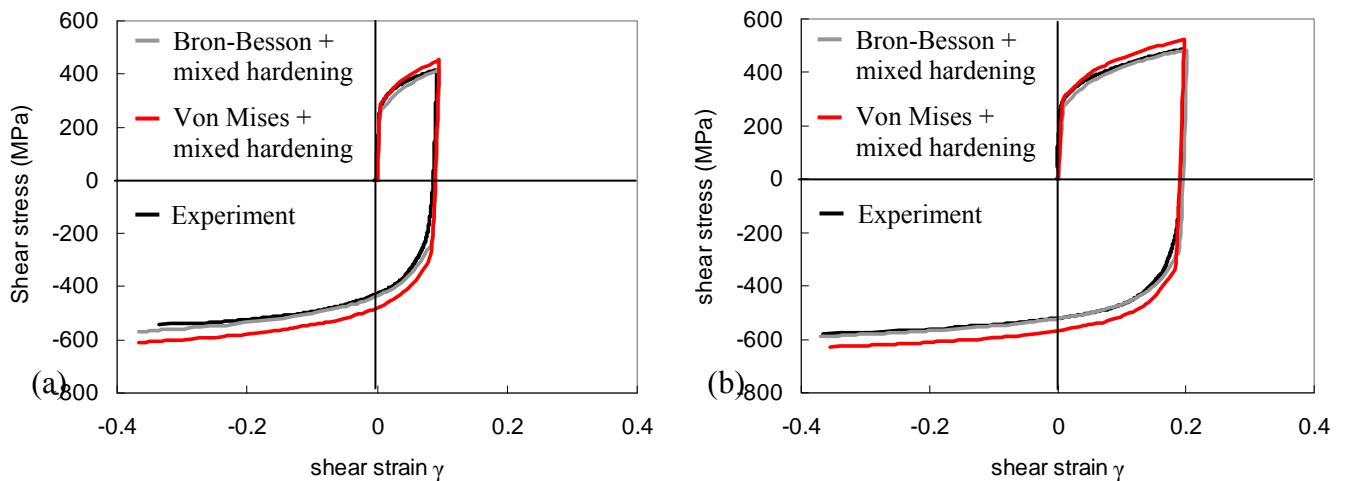 600
400
200
0
-200
-400
-600
-800
Shear stress (MPa)
Bron-Besson +
mixed hardening
Von Mises +
mixed hardening
Experiment
(a)
-0.4
-0.2
0
0.2
0.4
shear strain γ
600
400
200
0
-200
-400
-600
-800
shear stress (MPa)
Bron-Besson +
mixed hardening
Von Mises +
mixed hardening
Experiment
(b)
-0.4
-0.2
0
0.2
0.4
shear strain γ